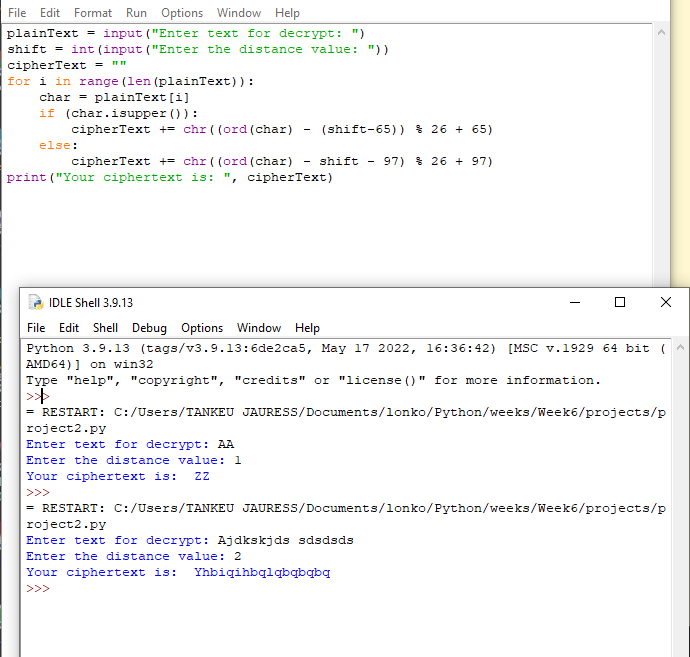 File Edit Format Run Options Window Help
plainText = input("Enter text for decrypt: ")
shift = int(input("Enter the distance value: "))
cipherText = ""
for i in range(len(plainText)):
    char = plainText[i]
    if (char.isupper()):
        cipherText += chr((ord(char) - (shift-65)) % 26 + 65)
    else:
        cipherText += chr((ord(char) - shift - 97) % 26 + 97)
print("Your ciphertext is: ", cipherText)
IDLE Shell 3.9.13
File Edit Shell Debug Options Window Help
Python 3.9.13 (tags/v3.9.13:6de2ca5, May 17 2022, 16:36:42) [MSC v.1929 64 bit (
AMD64)] on win32
Type "help", "copyright", "credits" or "license()" for more information.
>>>
= RESTART: C:/Users/TANKEU JAURESS/Documents/lonko/Python/weeks/Week6/projects/p
roject2.py
Enter text for decrypt: AA
Enter the distance value: 1
Your ciphertext is:  ZZ
>>>
= RESTART: C:/Users/TANKEU JAURESS/Documents/lonko/Python/weeks/Week6/projects/p
roject2.py
Enter text for decrypt: Ajdkskjds sdsdsds
Enter the distance value: 2
Your ciphertext is:  Yhbiqihbqlqbqbqbq
>>>